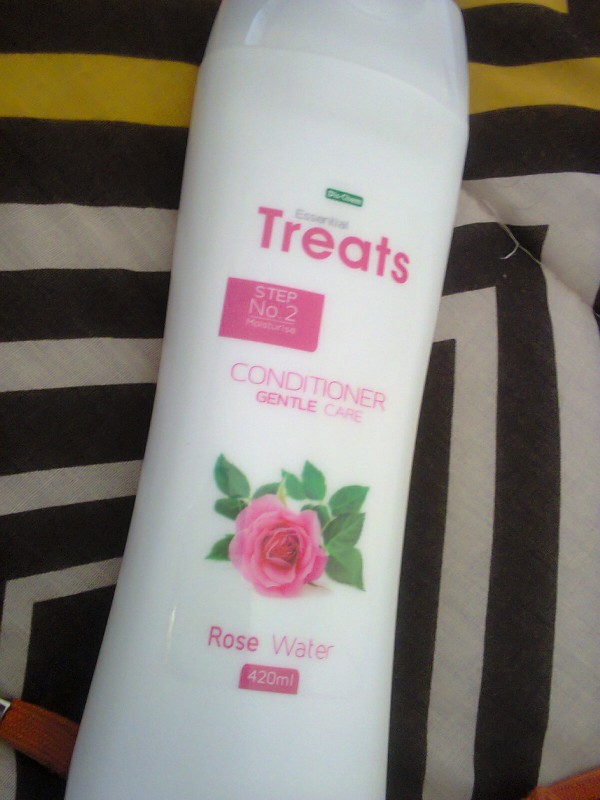 Dis-Chem
Essential
Treats
STEP
No.2
Moisturise
CONDITIONER
GENTLE CARE
Rose Water
420ml